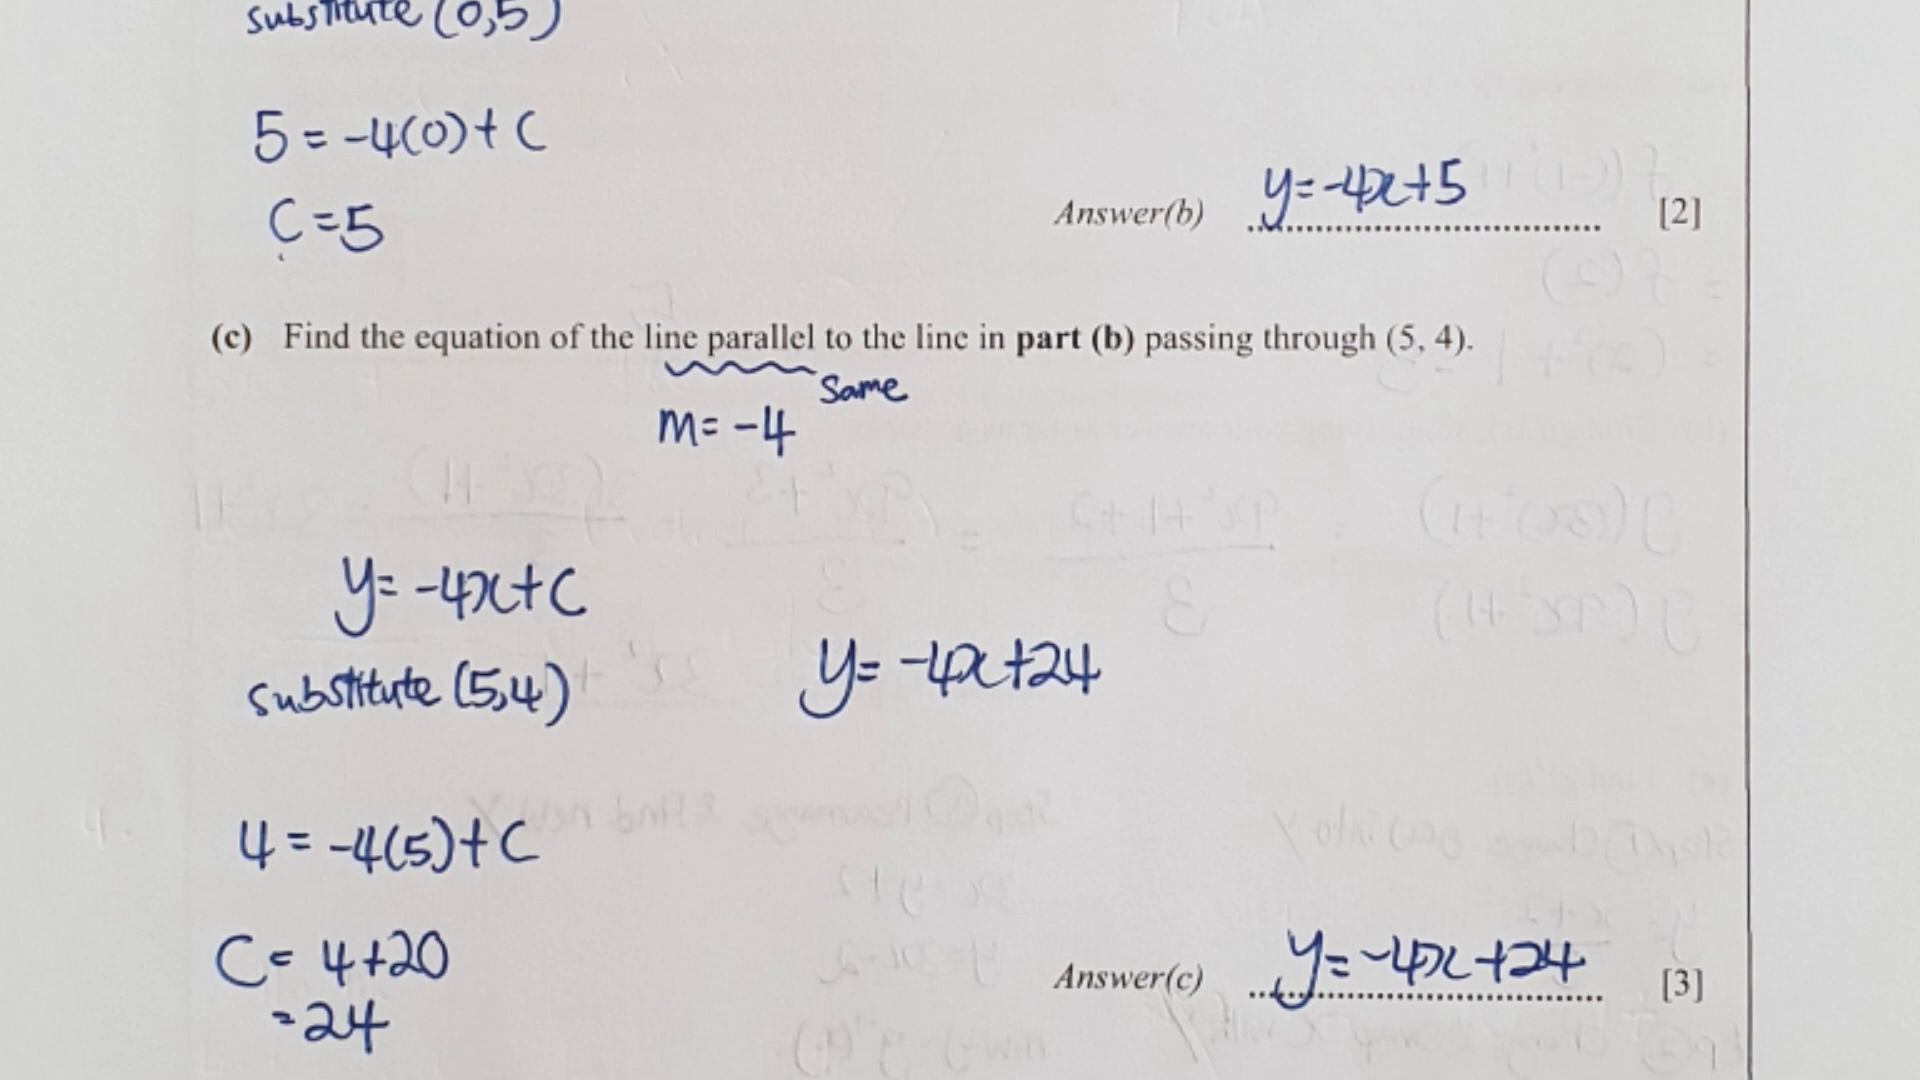 substitute (0,5)
5 = -4(0) + C
C = 5
Answer(b) y = -4x+5 [2]
(c) Find the equation of the line parallel to the line in part (b) passing through (5, 4).
Same
m = -4
y = -4x+C
substitute (5,4)
y = -4x+24
4 = -4(5)+C
C = 4+20
= 24
Answer(c) y = -4x+24 [3]